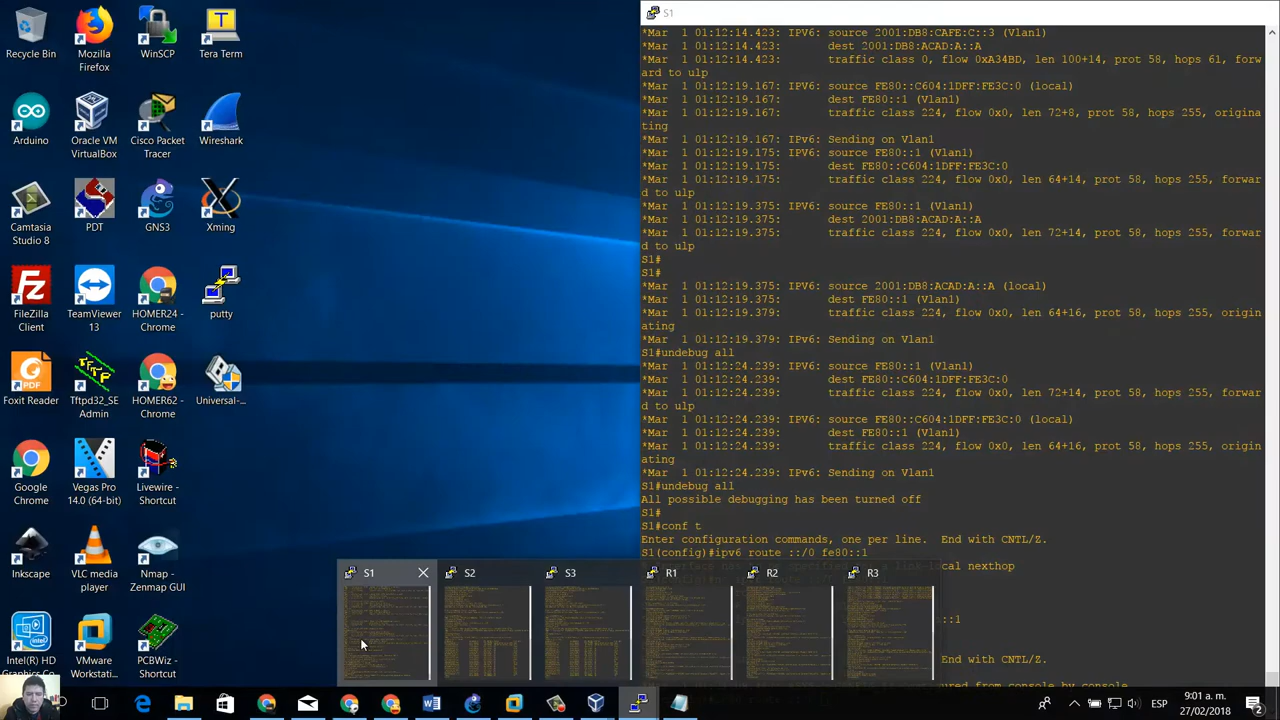 Recycle Bin
Mozilla
Firefox
WinSCP
Tera Term
Arduino
Oracle VM
VirtualBox
Cisco Packet
Tracer
Wireshark
Camtasia
Studio 8
PDT
GNS3
Xming
FileZilla
Client
TeamViewer
13
HOMER24 -
Chrome
putty
Foxit Reader
Tftpd32_SE
Admin
HOMER62 -
Chrome
Universal-...
Google
Chrome
Vegas Pro
14.0 (64-bit)
Livewire -
Shortcut
Inkscape
VLC media
player
Nmap -
Zenmap GUI
Intel(R) HD
VMware
Workstati...
PCBWiz -
Shortcut
S1
*Mar  1 01:12:14.423: IPV6: source 2001:DB8:CAFE:C::3 (Vlan1)
*Mar  1 01:12:14.423:       dest 2001:DB8:ACAD:A::A
*Mar  1 01:12:14.423:       traffic class 0, flow 0xA34BD, len 100+14, prot 58, hops 61, forw
ard to ulp
*Mar  1 01:12:19.167: IPV6: source FE80::C604:1DFF:FE3C:0 (local)
*Mar  1 01:12:19.167:       dest FE80::1 (Vlan1)
*Mar  1 01:12:19.167:       traffic class 224, flow 0x0, len 72+8, prot 58, hops 255, origina
ting
*Mar  1 01:12:19.167: IPv6: Sending on Vlan1
*Mar  1 01:12:19.175: IPV6: source FE80::1 (Vlan1)
*Mar  1 01:12:19.175:       dest FE80::C604:1DFF:FE3C:0
*Mar  1 01:12:19.175:       traffic class 224, flow 0x0, len 64+14, prot 58, hops 255, forwar
d to ulp
*Mar  1 01:12:19.375: IPV6: source FE80::1 (Vlan1)
*Mar  1 01:12:19.375:       dest 2001:DB8:ACAD:A::A
*Mar  1 01:12:19.375:       traffic class 224, flow 0x0, len 72+14, prot 58, hops 255, forwar
d to ulp
S1#
S1#
*Mar  1 01:12:19.375: IPV6: source 2001:DB8:ACAD:A::A (local)
*Mar  1 01:12:19.375:       dest FE80::1 (Vlan1)
*Mar  1 01:12:19.379:       traffic class 224, flow 0x0, len 64+16, prot 58, hops 255, origin
ating
*Mar  1 01:12:19.379: IPv6: Sending on Vlan1
S1#undebug all
*Mar  1 01:12:24.239: IPV6: source FE80::1 (Vlan1)
*Mar  1 01:12:24.239:       dest FE80::C604:1DFF:FE3C:0
*Mar  1 01:12:24.239:       traffic class 224, flow 0x0, len 72+14, prot 58, hops 255, forwar
d to ulp
*Mar  1 01:12:24.239: IPV6: source FE80::C604:1DFF:FE3C:0 (local)
*Mar  1 01:12:24.239:       dest FE80::1 (Vlan1)
*Mar  1 01:12:24.239:       traffic class 224, flow 0x0, len 64+16, prot 58, hops 255, origin
ating
*Mar  1 01:12:24.239: IPv6: Sending on Vlan1
S1#undebug all
All possible debugging has been turned off
S1#
S1#conf t
Enter configuration commands, one per line.  End with CNTL/Z.
S1(config)#ipv6 route ::/0 fe80::1
link-local nexthop
::1
End with CNTL/Z.
from console by console
S1
S2
S3
R1
R2
R3
ESP
9:01 a. m.
27/02/2018
2